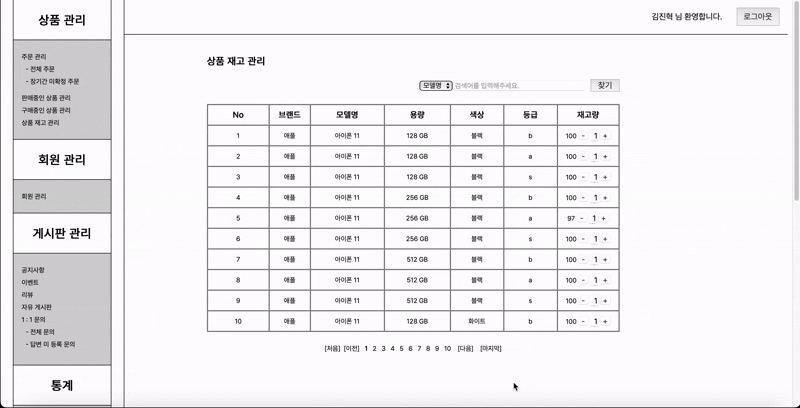 상품 관리
김진혁 님 환영합니다. 로그아웃
주문 관리
- 전체 주문
- 장기간 미확정 주문
판매중인 상품 관리
구매중인 상품 관리
상품 재고 관리
회원 관리
회원 관리
게시판 관리
공지사항
이벤트
리뷰
자유 게시판
1 : 1 문의
- 전체 문의
- 답변 미 등록 문의
통계
상품 재고 관리
모델명 검색어를 입력해주세요. 찾기
No 브랜드 모델명 용량 색상 등급 재고량
1 애플 아이폰 11 128 GB 블랙 b 100 - 1 +
2 애플 아이폰 11 128 GB 블랙 a 100 - 1 +
3 애플 아이폰 11 128 GB 블랙 s 100 - 1 +
4 애플 아이폰 11 256 GB 블랙 b 100 - 1 +
5 애플 아이폰 11 256 GB 블랙 a 97 - 1 +
6 애플 아이폰 11 256 GB 블랙 s 100 - 1 +
7 애플 아이폰 11 512 GB 블랙 b 100 - 1 +
8 애플 아이폰 11 512 GB 블랙 a 100 - 1 +
9 애플 아이폰 11 512 GB 블랙 s 100 - 1 +
10 애플 아이폰 11 128 GB 화이트 b 100 - 1 +
[처음] [이전] 1 2 3 4 5 6 7 8 9 10 [다음] [마지막]